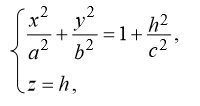 x²/a² + y²/b² = 1 + h²/c²,
z = h,